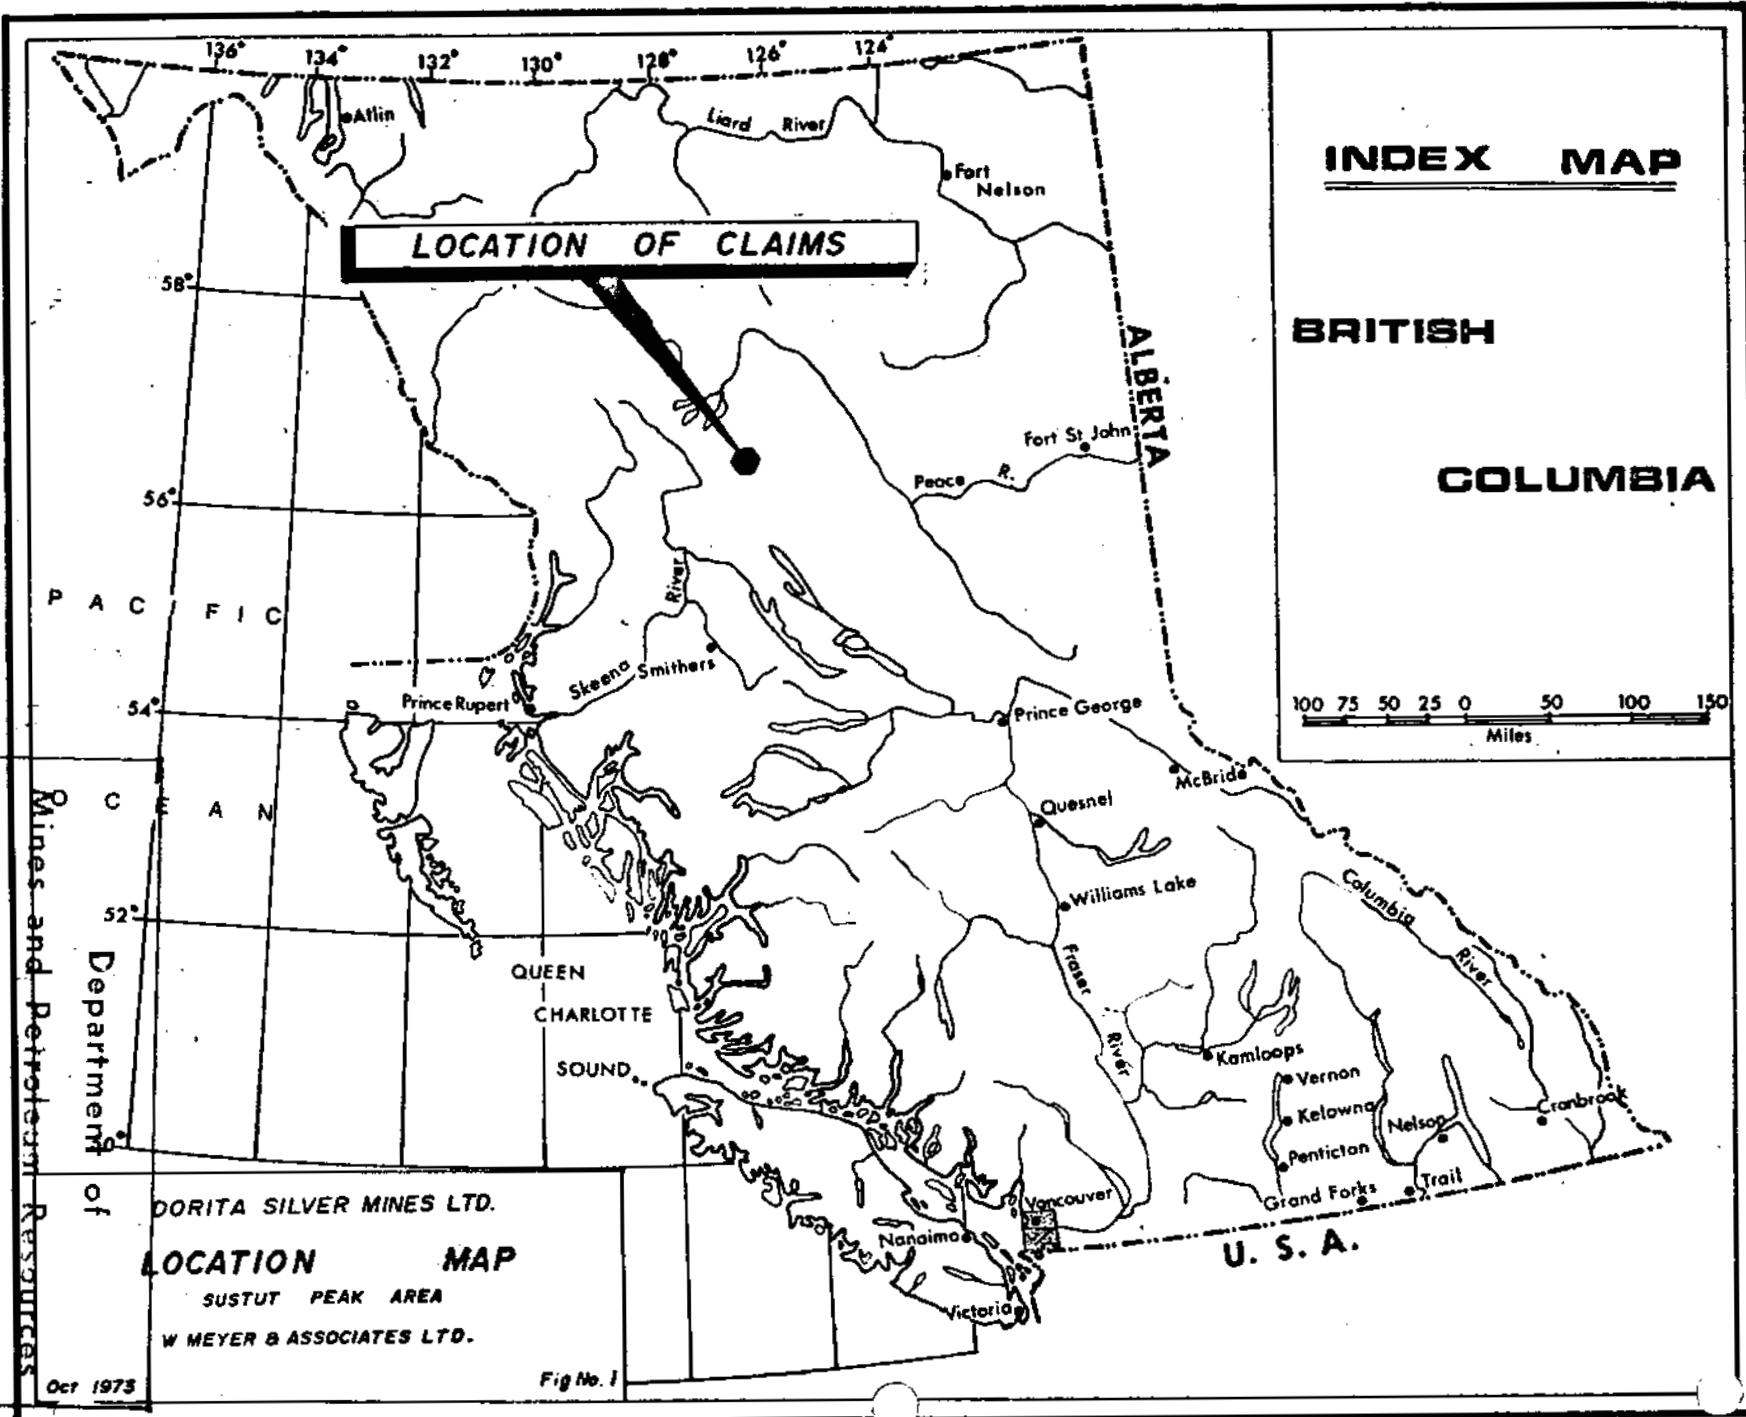 136° 134° 132° 130° 128° 126° 124°
Atlin
Liard River
Fort
Nelson
INDEX MAP
LOCATION OF CLAIMS
58°
BRITISH
ALBERTA
Fort St John
Peace R.
COLUMBIA
56°
PACIFIC
River
Skeena
Smithers
54°
Prince Rupert
Prince George
100 75 50 25 0 50 100 150
Miles
McBride
OCEAN
Quesnel
Williams Lake
Columbia
River
52°
QUEEN
CHARLOTTE
SOUND
Fraser
River
Kamloops
Vernon
Kelowna
Nelson
Cranbrook
Penticton
Grand Forks
Trail
Vancouver
Nanaimo
Victoria
U. S. A.
Department of
Mines and Petroleum Resources
DORITA SILVER MINES LTD.
LOCATION MAP
SUSTUT PEAK AREA
W MEYER & ASSOCIATES LTD.
Oct 1973
Fig No. 1